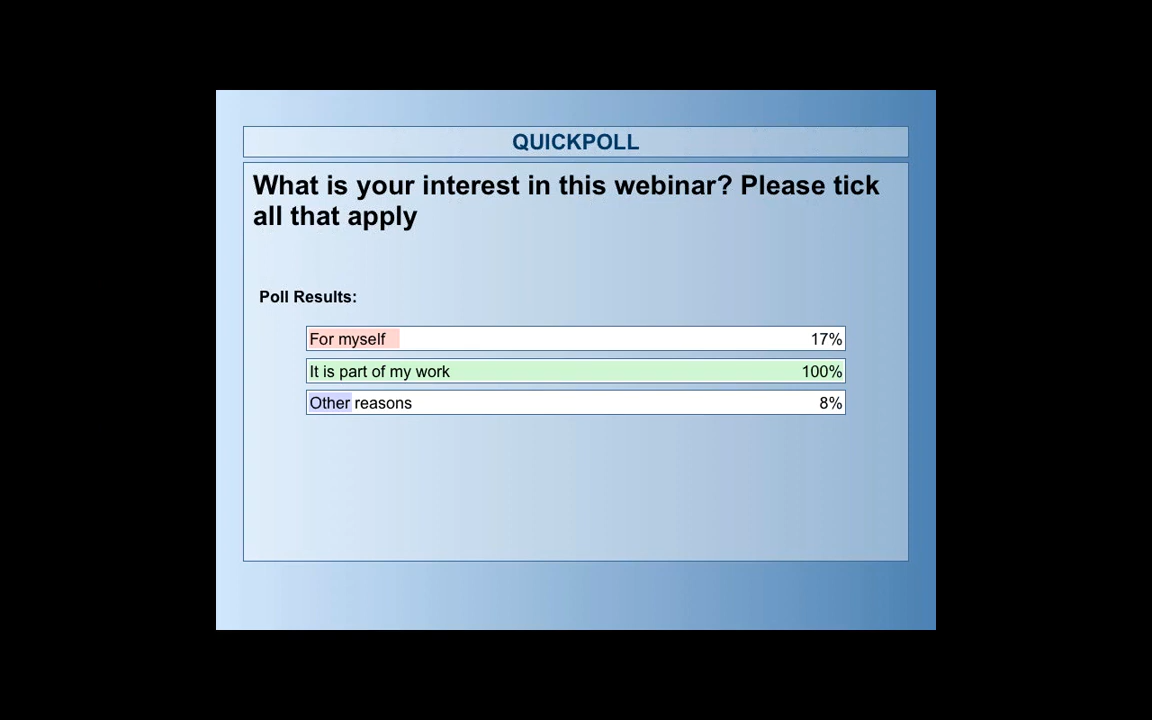 QUICKPOLL
What is your interest in this webinar? Please tick
all that apply
Poll Results:
For myself 17%
It is part of my work 100%
Other reasons 8%